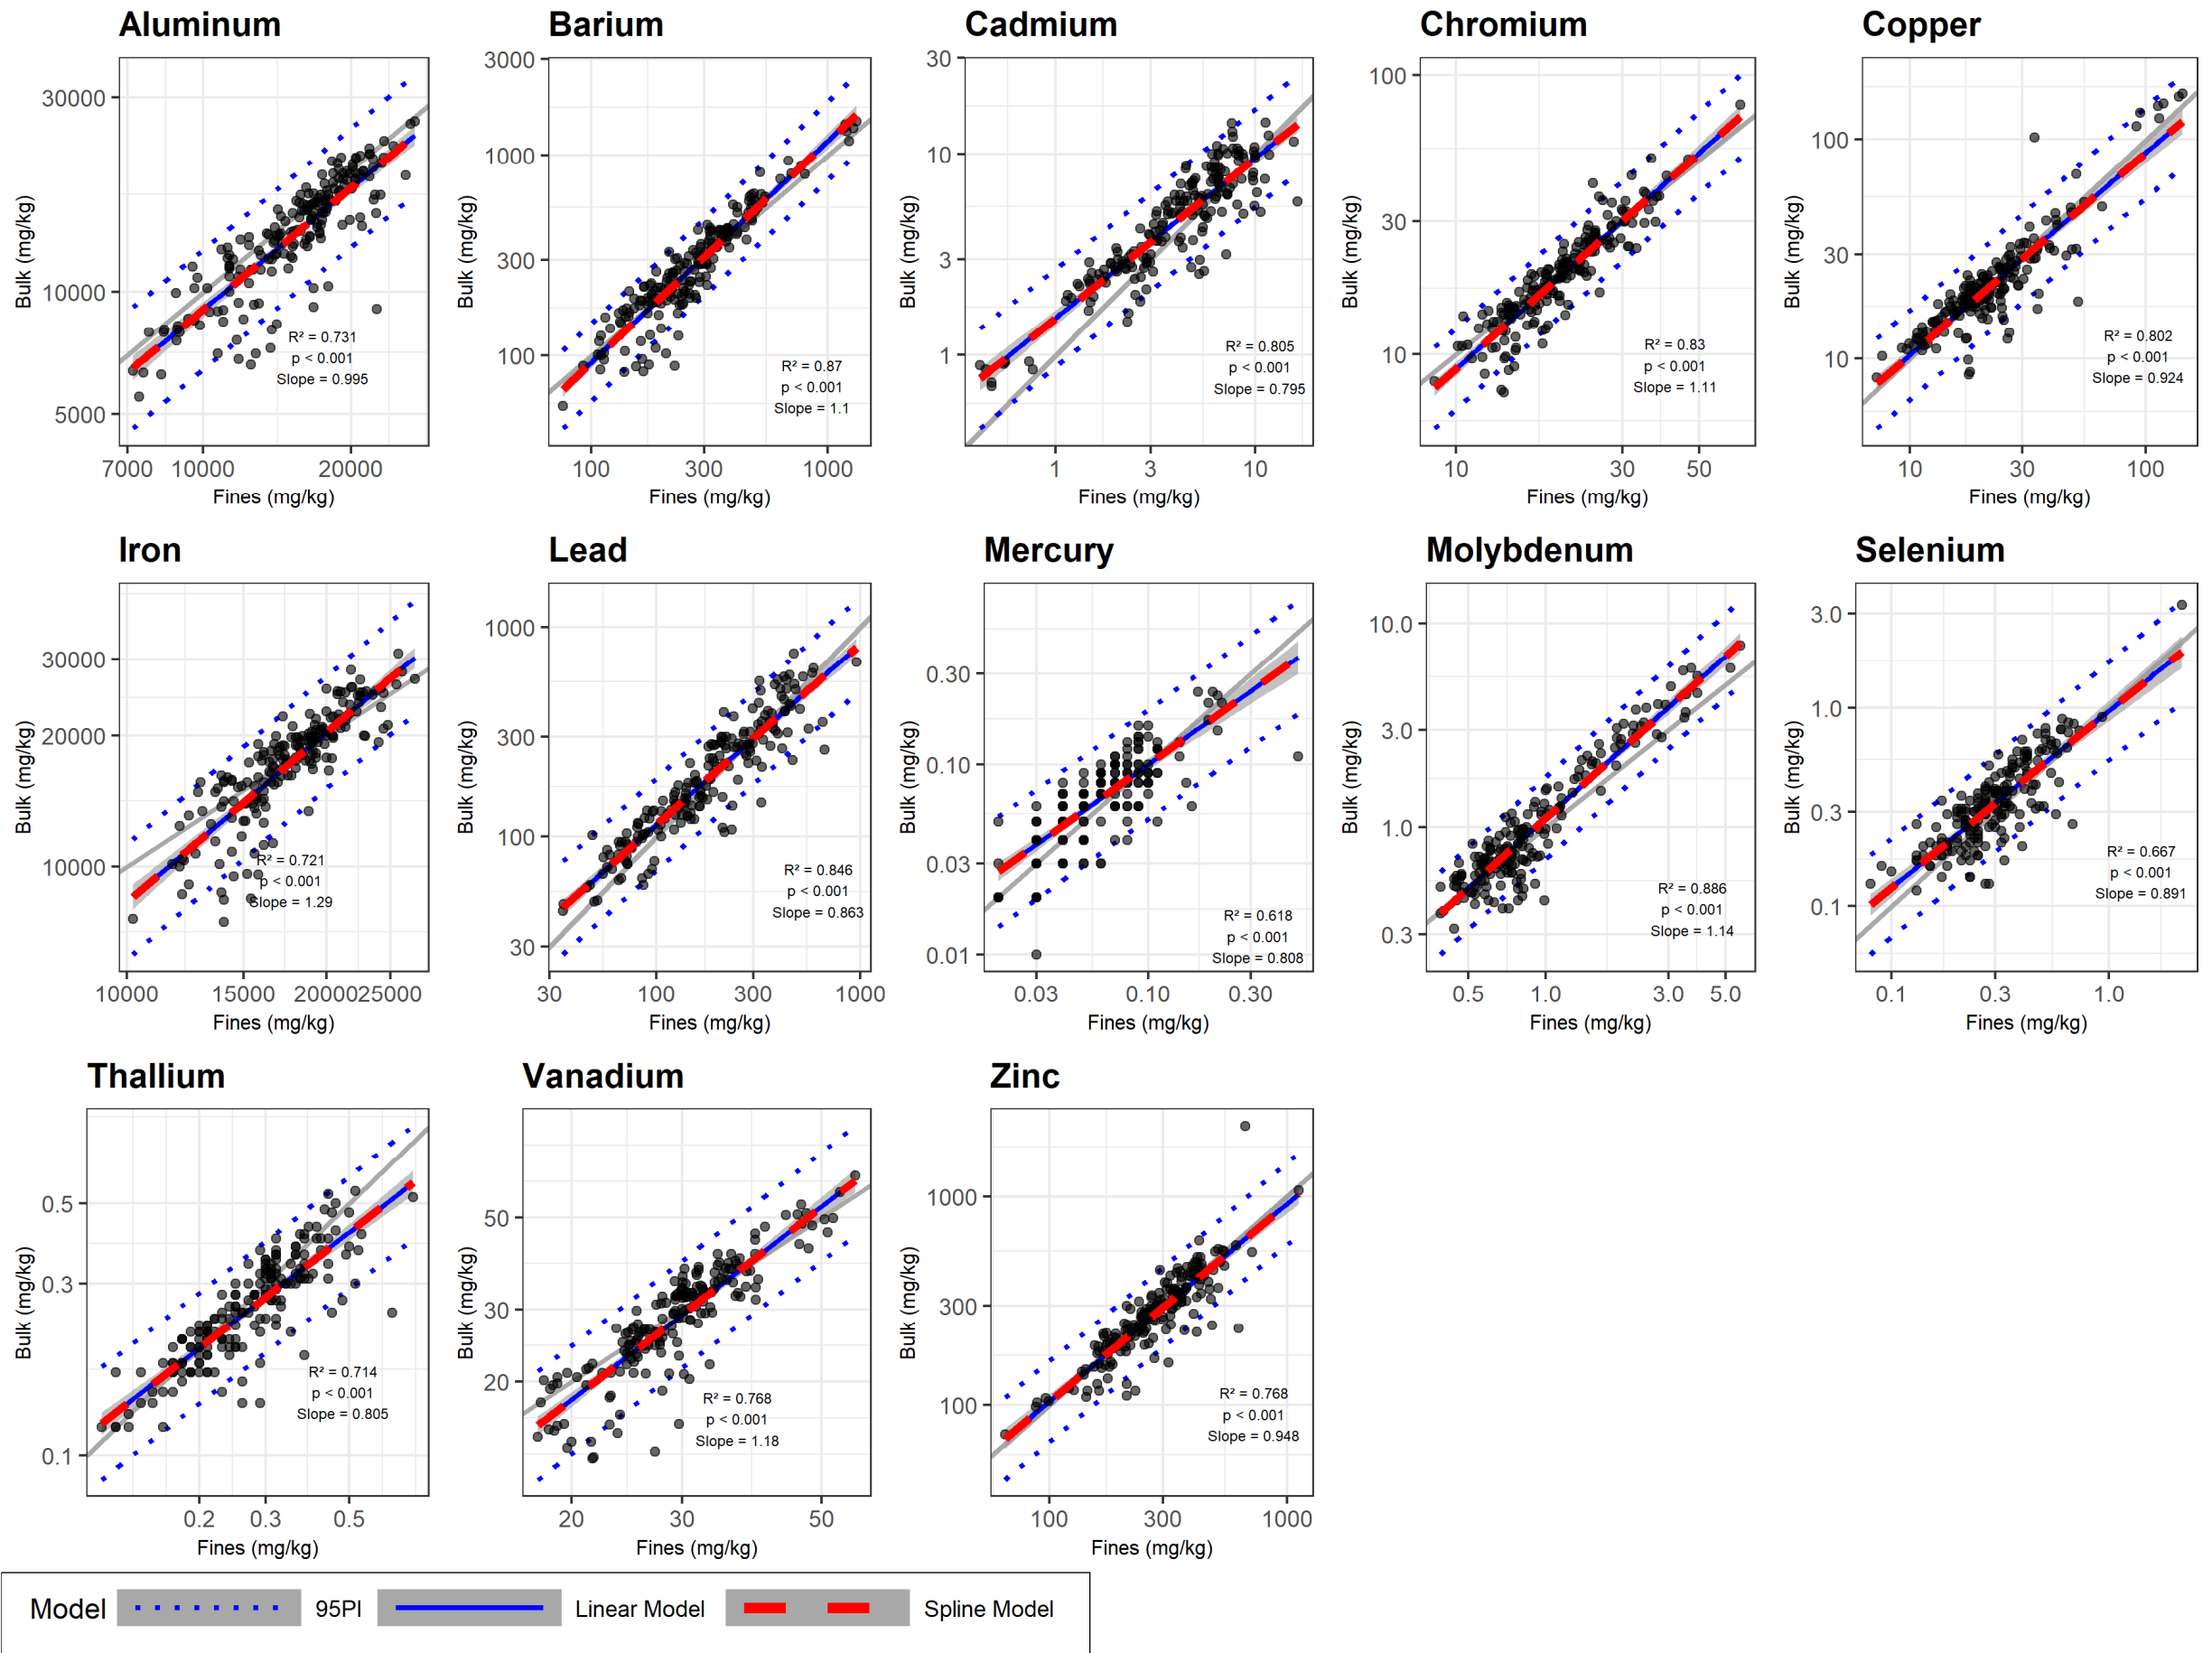 Aluminum
Barium
Cadmium
Chromium
Copper
Bulk (mg/kg)
30000
10000
5000
R² = 0.731
p < 0.001
Slope = 0.995
7000 10000 20000
Fines (mg/kg)
Bulk (mg/kg)
3000
1000
300
100
R² = 0.87
p < 0.001
Slope = 1.1
100 300 1000
Fines (mg/kg)
Bulk (mg/kg)
30
10
3
1
R² = 0.805
p < 0.001
Slope = 0.795
1 3 10
Fines (mg/kg)
Bulk (mg/kg)
100
30
10
R² = 0.83
p < 0.001
Slope = 1.11
10 30 50
Fines (mg/kg)
Bulk (mg/kg)
100
30
10
R² = 0.802
p < 0.001
Slope = 0.924
10 30 100
Fines (mg/kg)
Iron
Lead
Mercury
Molybdenum
Selenium
Bulk (mg/kg)
30000
20000
10000
R² = 0.721
p < 0.001
Slope = 1.29
10000 15000 20000 25000
Fines (mg/kg)
Bulk (mg/kg)
1000
300
100
30
R² = 0.846
p < 0.001
Slope = 0.863
30 100 300 1000
Fines (mg/kg)
Bulk (mg/kg)
0.30
0.10
0.03
0.01
R² = 0.618
p < 0.001
Slope = 0.808
0.03 0.10 0.30
Fines (mg/kg)
Bulk (mg/kg)
10.0
3.0
1.0
0.3
R² = 0.886
p < 0.001
Slope = 1.14
0.5 1.0 3.0 5.0
Fines (mg/kg)
Bulk (mg/kg)
3.0
1.0
0.3
0.1
R² = 0.667
p < 0.001
Slope = 0.891
0.1 0.3 1.0
Fines (mg/kg)
Thallium
Vanadium
Zinc
Bulk (mg/kg)
0.5
0.3
0.1
R² = 0.714
p < 0.001
Slope = 0.805
0.2 0.3 0.5
Fines (mg/kg)
Bulk (mg/kg)
50
30
20
R² = 0.768
p < 0.001
Slope = 1.18
20 30 50
Fines (mg/kg)
Bulk (mg/kg)
1000
300
100
R² = 0.768
p < 0.001
Slope = 0.948
100 300 1000
Fines (mg/kg)
Model 95PI Linear Model Spline Model